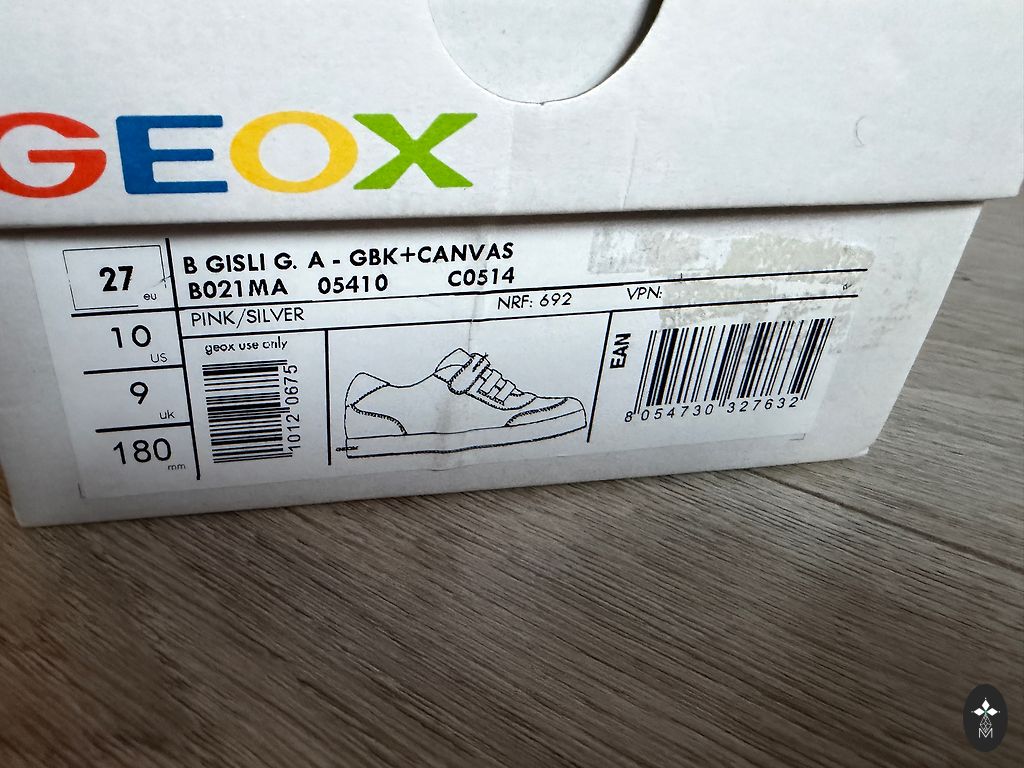 GEOX
27 eu
B GISLI G. A - GBK+CANVAS
B021MA 05410 C0514
NRF: 692 VPN:
PINK/SILVER
10 US
9 uk
180 mm
geox use only
1012 0675
GEOX
EAN
8 054730 327632
M